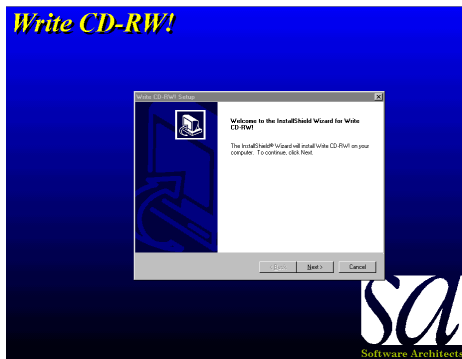 Write CD-RW!
Write CD-RW! Setup
Welcome to the InstallShield Wizard for Write
CD-RW!
The InstallShield® Wizard will install Write CD-RW! on your
computer. To continue, click Next.
< Back
Next >
Cancel
sa
Software Architects